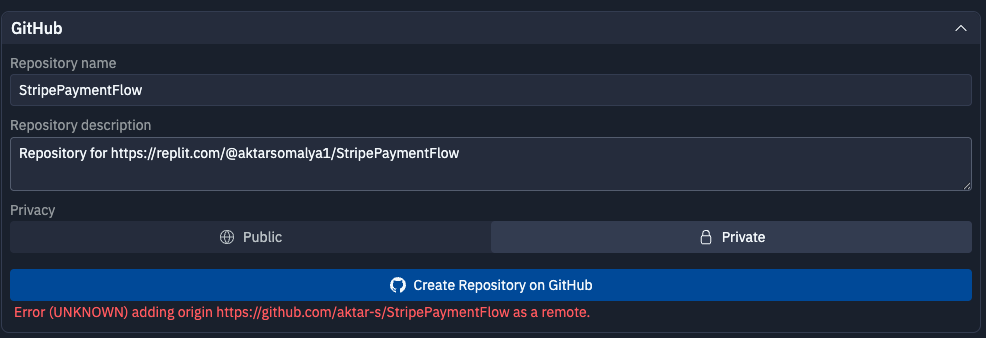 GitHub
Repository name
StripePaymentFlow
Repository description
Repository for https://replit.com/@aktarsomalya1/StripePaymentFlow
Privacy
Public
Private
Create Repository on GitHub
Error (UNKNOWN) adding origin https://github.com/aktar-s/StripePaymentFlow as a remote.